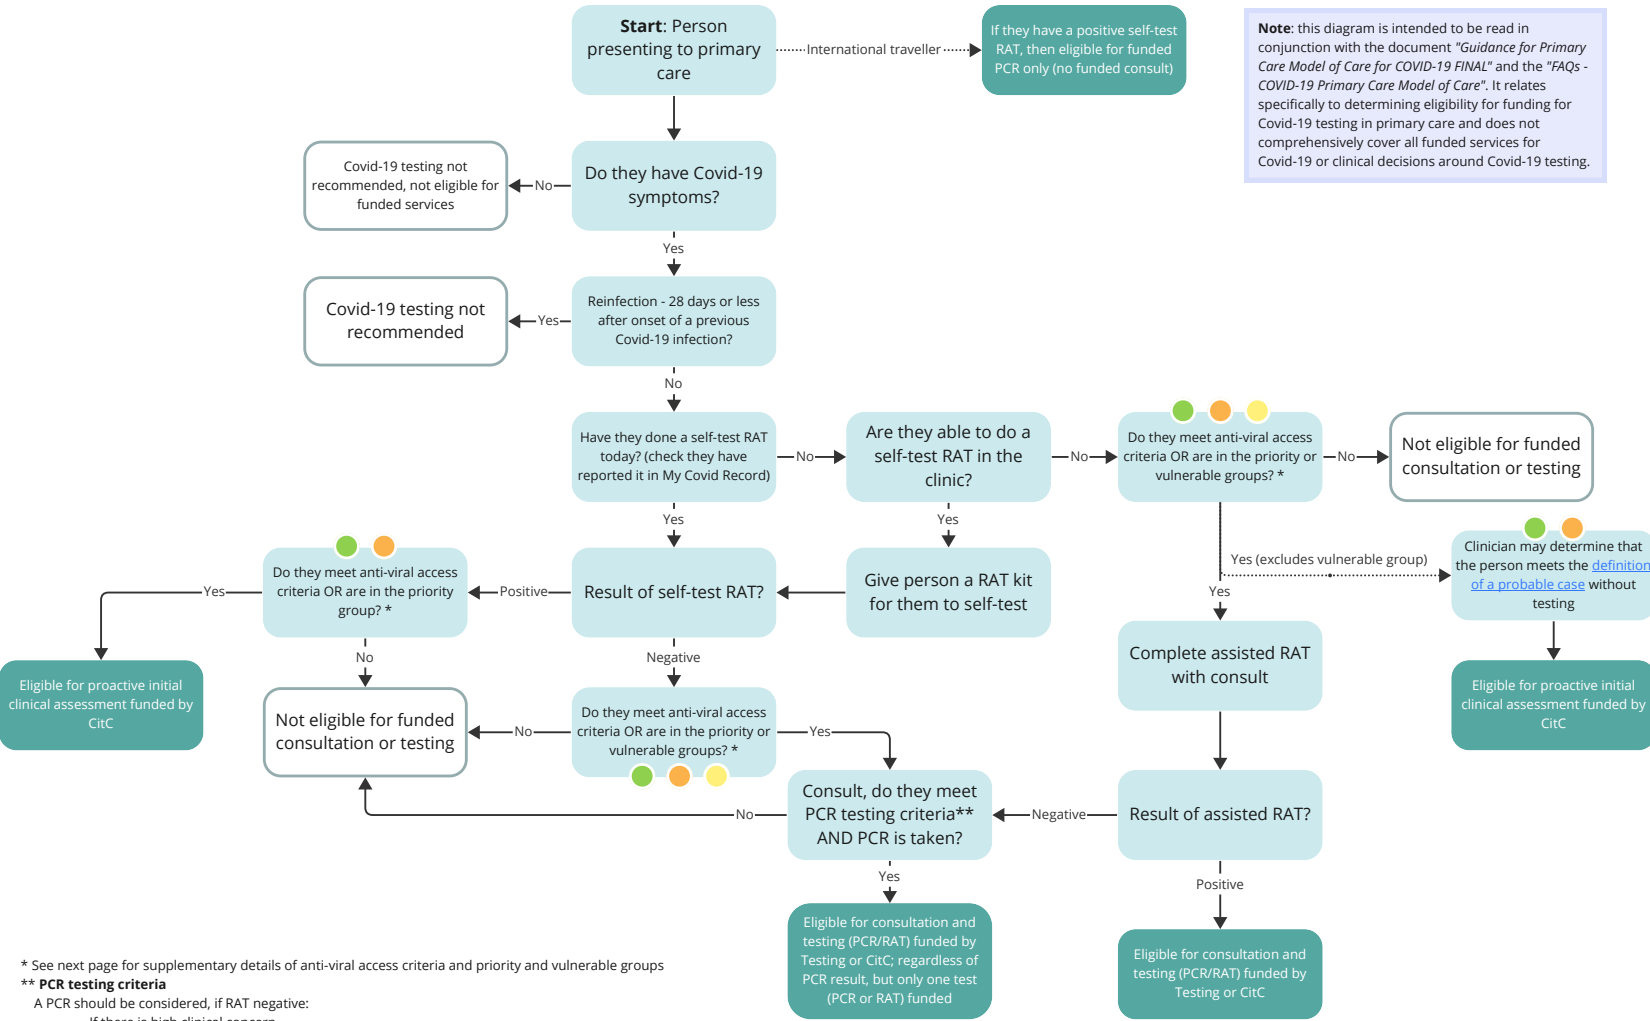 Start: Person
presenting to primary
care
International traveller
If they have a positive self-test
RAT, then eligible for funded
PCR only (no funded consult)
Note: this diagram is intended to be read in
conjunction with the document "Guidance for Primary
Care Model of Care for COVID-19 FINAL" and the "FAQs -
COVID-19 Primary Care Model of Care". It relates
specifically to determining eligibility for funding for
Covid-19 testing in primary care and does not
comprehensively cover all funded services for
Covid-19 or clinical decisions around Covid-19 testing.
Covid-19 testing not
recommended, not eligible for
funded services
No
Do they have Covid-19
symptoms?
Yes
Covid-19 testing not
recommended
Yes
Reinfection - 28 days or less
after onset of a previous
Covid-19 infection?
No
Have they done a self-test RAT
today? (check they have
reported it in My Covid Record)
No
Are they able to do a
self-test RAT in the
clinic?
No
Do they meet anti-viral access
criteria OR are in the priority or
vulnerable groups? *
No
Not eligible for funded
consultation or testing
Yes
Yes
Yes (excludes vulnerable group)
Yes
Clinician may determine that
the person meets the definition
of a probable case without
testing
Yes
Do they meet anti-viral access
criteria OR are in the priority
group? *
Positive
Result of self-test RAT?
Give person a RAT kit
for them to self-test
No
Negative
Complete assisted RAT
with consult
Eligible for proactive initial
clinical assessment funded by
CitC
Not eligible for funded
consultation or testing
No
Do they meet anti-viral access
criteria OR are in the priority or
vulnerable groups? *
Yes
Eligible for proactive initial
clinical assessment funded by
CitC
No
Consult, do they meet
PCR testing criteria**
AND PCR is taken?
Negative
Result of assisted RAT?
Yes
Positive
Eligible for consultation and
testing (PCR/RAT) funded by
Testing or CitC; regardless of
PCR result, but only one test
(PCR or RAT) funded
Eligible for consultation and
testing (PCR/RAT) funded by
Testing or CitC
* See next page for supplementary details of anti-viral access criteria and priority and vulnerable groups
** PCR testing criteria
A PCR should be considered, if RAT negative:
If there is high clinical concern